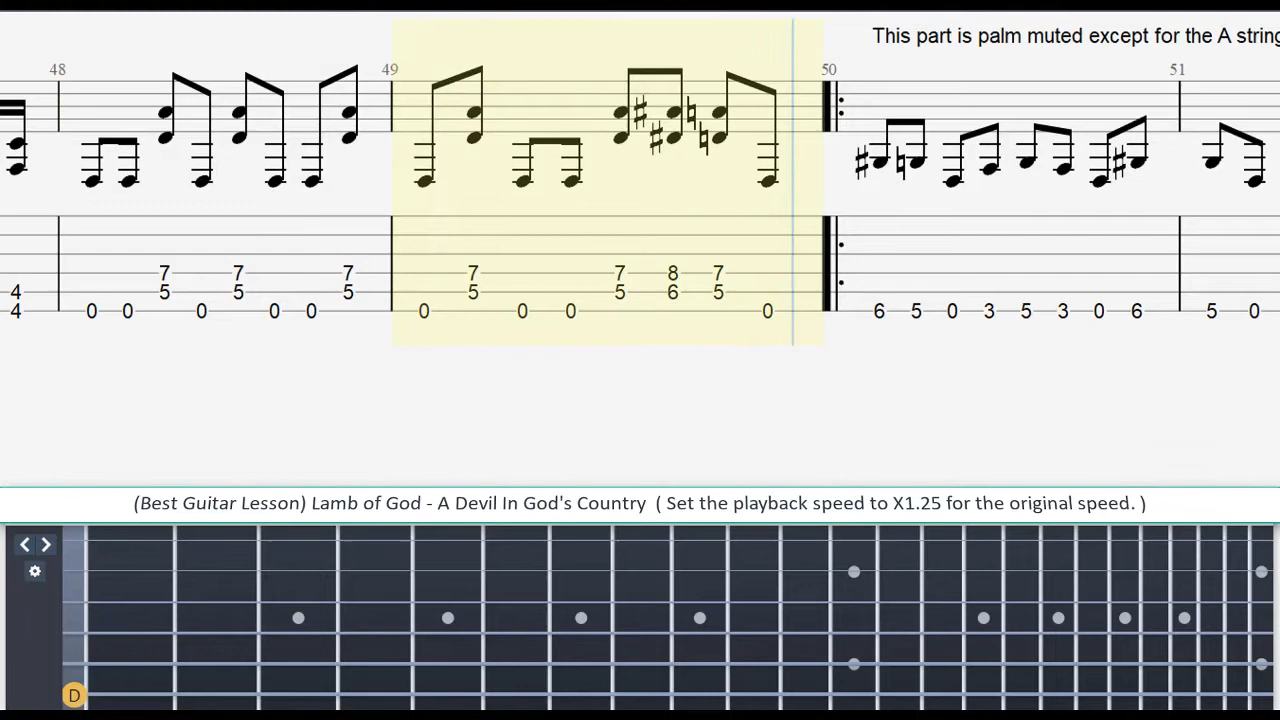 This part is palm muted except for the A string
48 49 50 51
7 7 7 7 7 8 7
4 5 5 5 5 5 6 5
4 0 0 0 0 0 0 0 0 0 6 5 0 3 5 3 0 6 5 0
(Best Guitar Lesson) Lamb of God - A Devil In God's Country ( Set the playback speed to X1.25 for the original speed. )
D